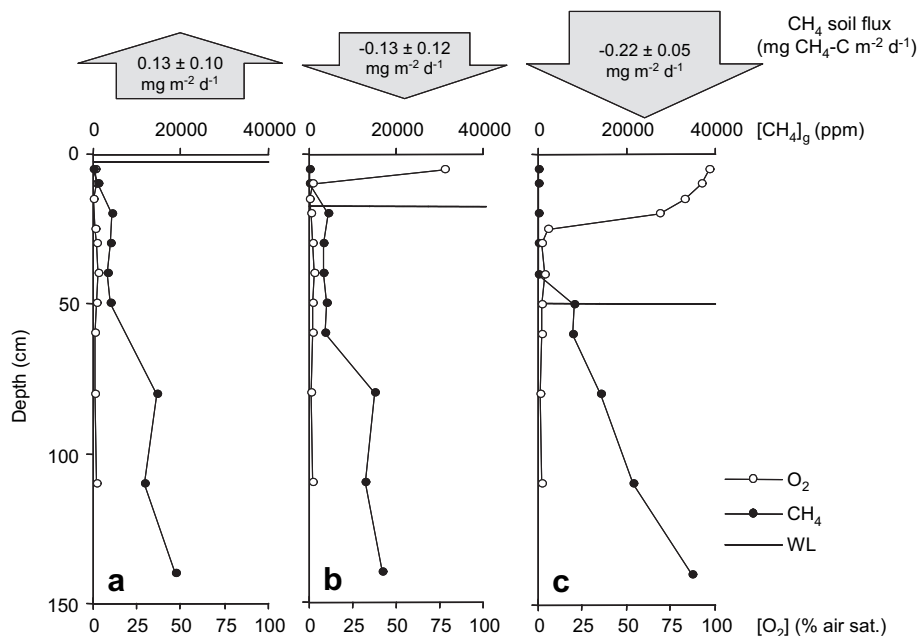 CH4 soil flux
(mg CH4-C m-2 d-1)
0.13 ± 0.10
mg m-2 d-1
-0.13 ± 0.12
mg m-2 d-1
-0.22 ± 0.05
mg m-2 d-1
0 20000 40000
0 20000 40000
0 20000 40000
[CH4]g (ppm)
0
50
100
150
Depth (cm)
a
b
c
O2
CH4
WL
0 25 50 75 100
0 25 50 75 100
0 25 50 75 100
[O2] (% air sat.)